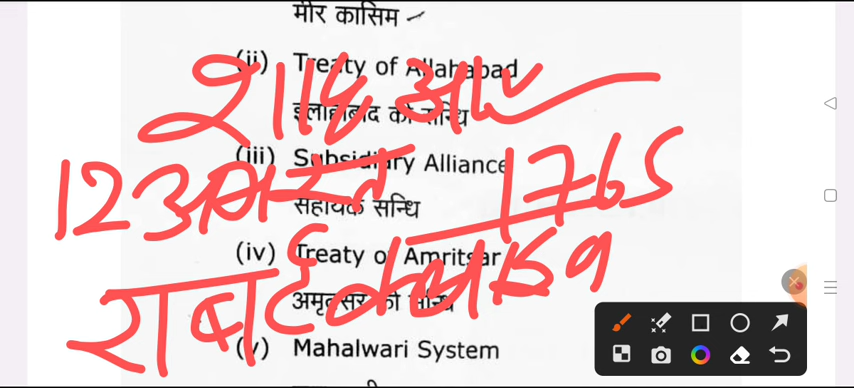 मीर कासिम
(ii) Treaty of Allahabad
इलाहाबाद की सन्धि
(iii) Subsidiary Alliance
सहायक सन्धि
(iv) Treaty of Amritsar
अमृतसर की सन्धि
(v) Mahalwari System
12 अगस्त 1765
राबर्ट क्लाइव